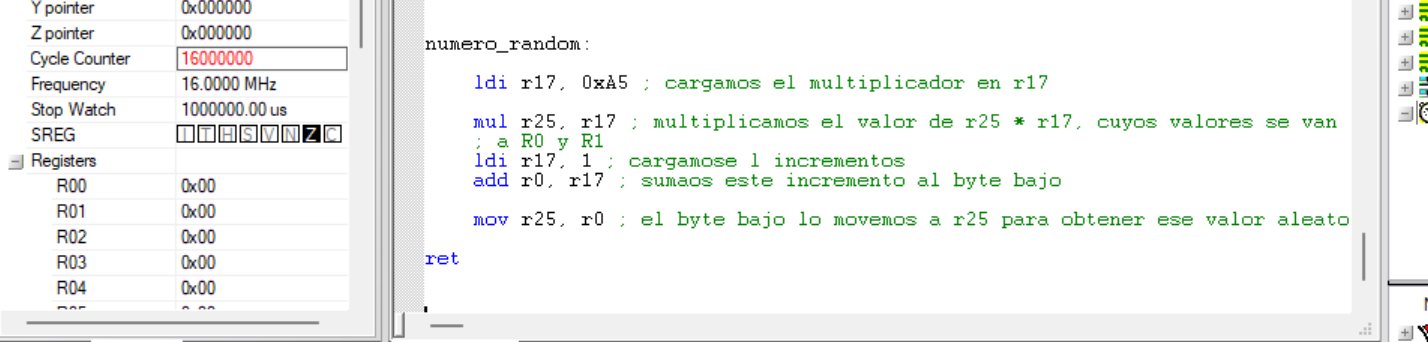 Y pointer 0x000000
Z pointer 0x000000
Cycle Counter 16000000
Frequency 16.0000 MHz
Stop Watch 1000000.00 us
SREG I T H S V N Z C
Registers
R00 0x00
R01 0x00
R02 0x00
R03 0x00
R04 0x00
numero_random:
ldi r17, 0xA5 ; cargamos el multiplicador en r17
mul r25, r17 ; multiplicamos el valor de r25 * r17, cuyos valores se van
; a R0 y R1
ldi r17, 1 ; cargamose l incrementos
add r0, r17 ; sumaos este incremento al byte bajo
mov r25, r0 ; el byte bajo lo movemos a r25 para obtener ese valor aleato
ret